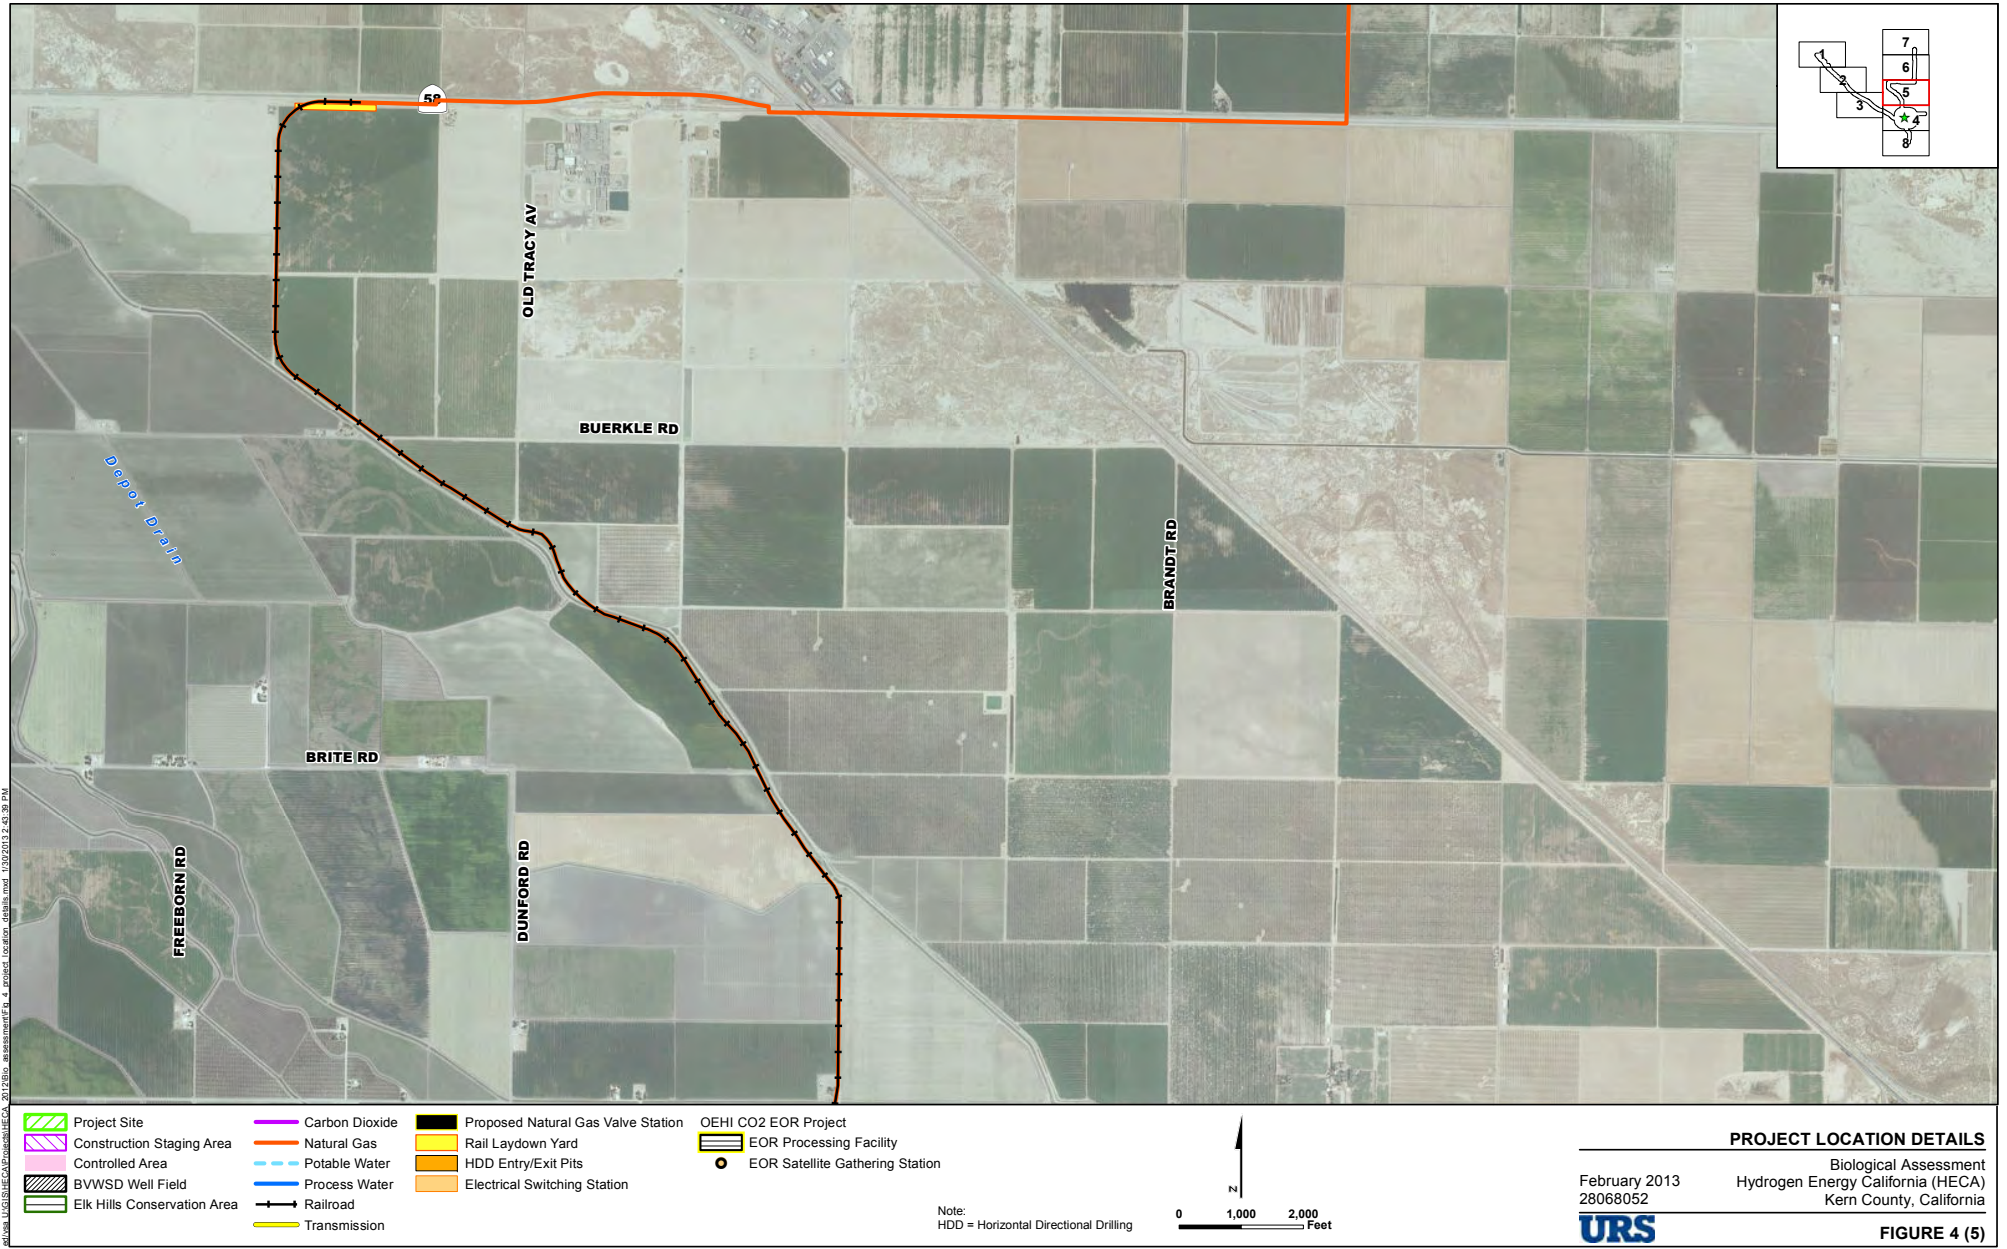 58
7
1
6
2
5
3
4
8
OLD TRACY AV
BUERKLE RD
Depot Drain
BRANDT RD
BRITE RD
FREEBORN RD
DUNFORD RD
Project Site
Construction Staging Area
Controlled Area
BVWSD Well Field
Elk Hills Conservation Area
Carbon Dioxide
Natural Gas
Potable Water
Process Water
Railroad
Transmission
Proposed Natural Gas Valve Station
Rail Laydown Yard
HDD Entry/Exit Pits
Electrical Switching Station
OEHI CO2 EOR Project
EOR Processing Facility
EOR Satellite Gathering Station
Note:
HDD = Horizontal Directional Drilling
N
0 1,000 2,000
Feet
PROJECT LOCATION DETAILS
February 2013
28068052
Biological Assessment
Hydrogen Energy California (HECA)
Kern County, California
URS
FIGURE 4 (5)